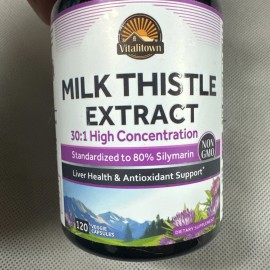 Vitalitown
MILK THISTLE
EXTRACT
30:1 High Concentration
Standardized to 80% Silymarin
NON
GMO
Liver Health & Antioxidant Support*
120 VEGGIE
CAPSULES
DIETARY SUPPLEMENT